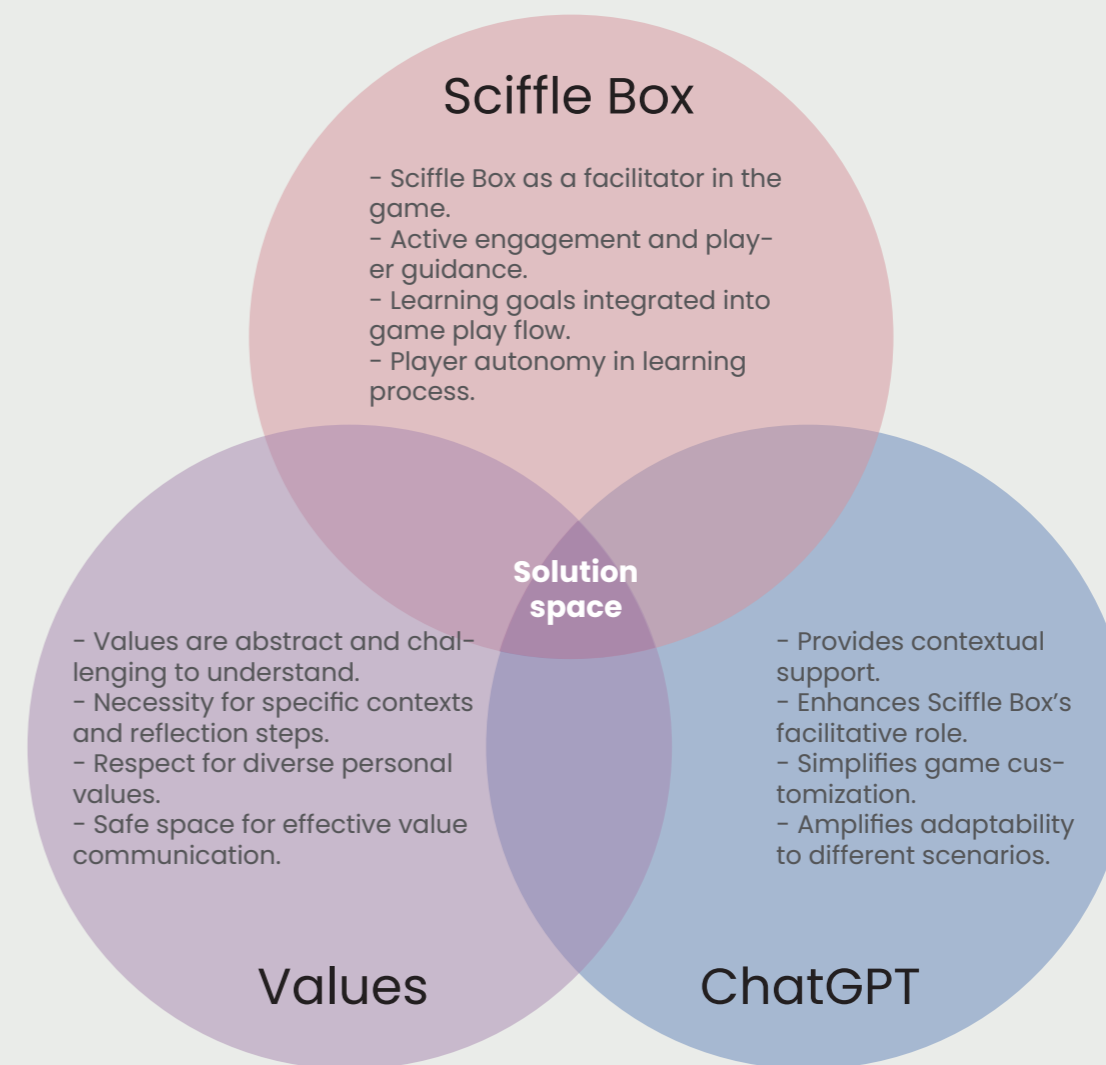 Sciffle Box
- Sciffle Box as a facilitator in the
game.
- Active engagement and play-
er guidance.
- Learning goals integrated into
game play flow.
- Player autonomy in learning
process.
Solution
space
- Values are abstract and chal-
lenging to understand.
- Necessity for specific contexts
and reflection steps.
- Respect for diverse personal
values.
- Safe space for effective value
communication.
Values
- Provides contextual
support.
- Enhances Sciffle Box’s
facilitative role.
- Simplifies game cus-
tomization.
- Amplifies adaptability
to different scenarios.
ChatGPT